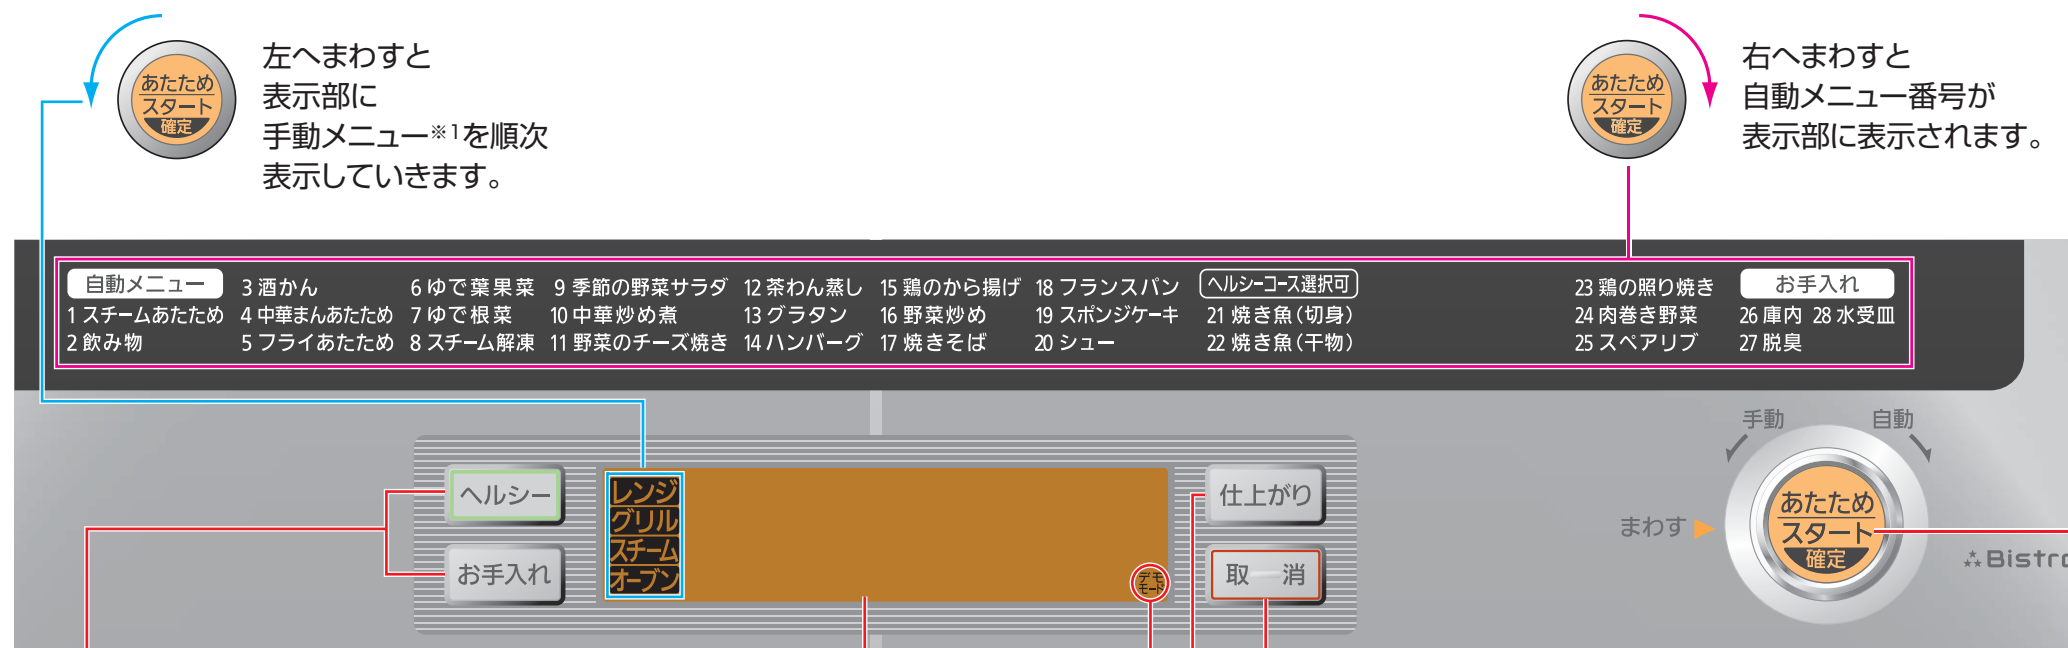 あたため
スタート
確定
左へまわすと
表示部に
手動メニュー※1を順次
表示していきます。
あたため
スタート
確定
右へまわすと
自動メニュー番号が
表示部に表示されます。
自動メニュー
1 スチームあたため
2 飲み物
3 酒かん
4 中華まんあたため
5 フライあたため
6 ゆで葉果菜
7 ゆで根菜
8 スチーム解凍
9 季節の野菜サラダ
10 中華炒め煮
11 野菜のチーズ焼き
12 茶わん蒸し
13 グラタン
14 ハンバーグ
15 鶏のから揚げ
16 野菜炒め
17 焼きそば
18 フランスパン
19 スポンジケーキ
20 シュー
ヘルシーコース選択可
21 焼き魚(切身)
22 焼き魚(干物)
23 鶏の照り焼き
24 肉巻き野菜
25 スペアリブ
お手入れ
26 庫内 28 水受皿
27 脱臭
ヘルシー
お手入れ
レンジ
グリル
スチーム
オーブン
デモ
モード
仕上がり
取 消
手動 自動
まわす
あたため
スタート
確定
Bistro